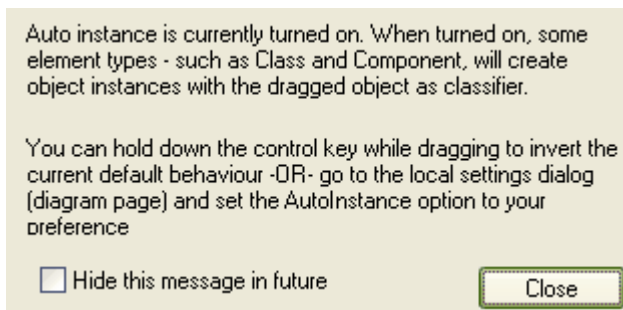 Auto instance is currently turned on. When turned on, some
element types - such as Class and Component, will create
object instances with the dragged object as classifier.
You can hold down the control key while dragging to invert the
current default behaviour -OR- go to the local settings dialog
(diagram page) and set the AutoInstance option to your
preference
Hide this message in future
Close